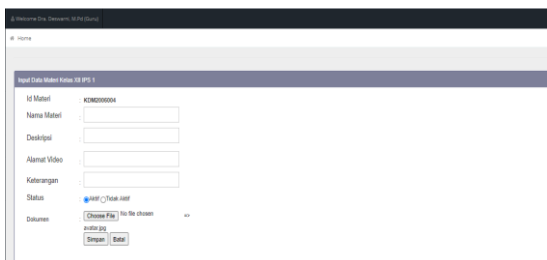 Welcome Dra. Deswarni, M.Pd (Guru)
Home
Input Data Materi Kelas XII IPS 1
Id Materi : KDM2000004
Nama Materi :
Deskripsi :
Alamat Video :
Keterangan :
Status : Aktif Tidak Aktif
Dokumen : Choose File No file chosen =>
avatar.jpg
Simpan Batal